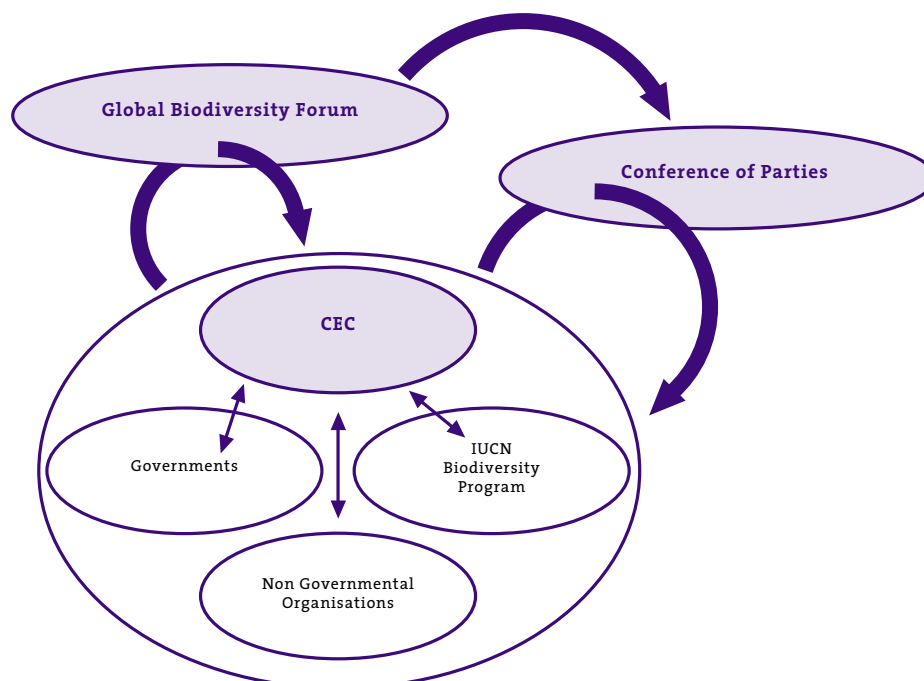 Global Biodiversity Forum
Conference of Parties
CEC
Governments
IUCN
Biodiversity
Program
Non Governmental
Organisations